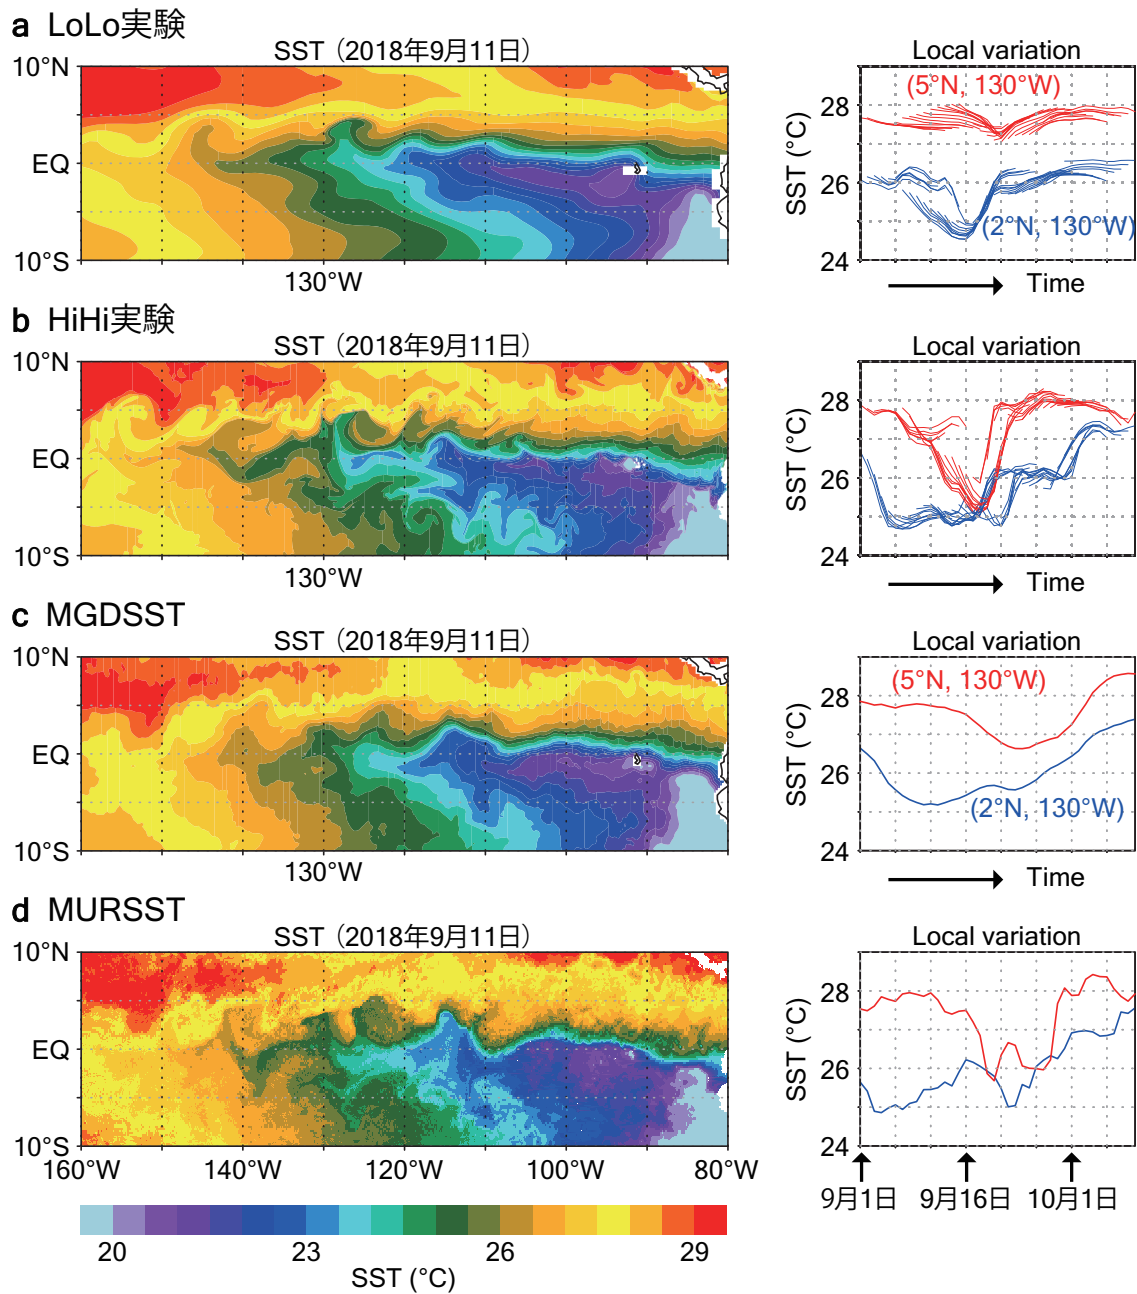 a LoLo実験
SST（2018年9月11日）
10°N
EQ
10°S
130°W
Local variation
(5°N, 130°W)
(2°N, 130°W)
SST (°C)
28
26
24
Time
b HiHi実験
SST（2018年9月11日）
10°N
EQ
10°S
130°W
Local variation
SST (°C)
28
26
24
Time
c MGDSST
SST（2018年9月11日）
10°N
EQ
10°S
130°W
Local variation
(5°N, 130°W)
(2°N, 130°W)
SST (°C)
28
26
24
Time
d MURSST
SST（2018年9月11日）
10°N
EQ
10°S
160°W 140°W 120°W 100°W 80°W
Local variation
SST (°C)
28
26
24
9月1日 9月16日 10月1日
20 23 26 29
SST (°C)